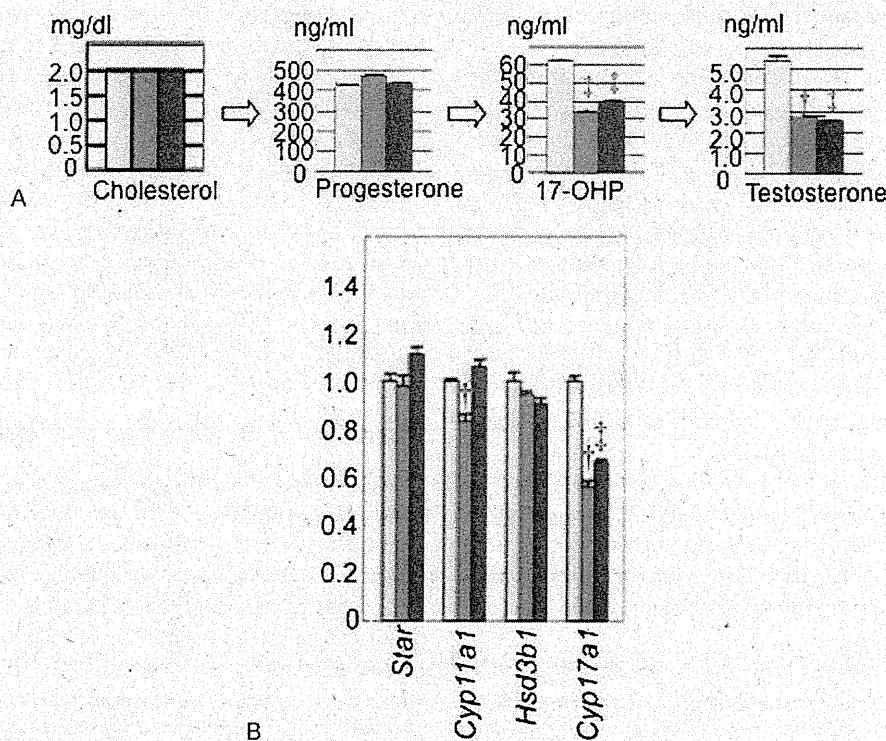 mg/dl
2.0
1.5
1.0
0.5
0
Cholesterol
ng/ml
500
400
300
200
100
0
Progesterone
ng/ml
60
50
40
30
20
10
0
‡ ‡
17-OHP
ng/ml
5.0
4.0
3.0
2.0
1.0
0
† ‡
Testosterone
A
1.4
1.2
1.0
0.8
0.6
0.4
0.2
0
†
† ‡
Star
Cyp11a1
Hsd3b1
Cyp17a1
B